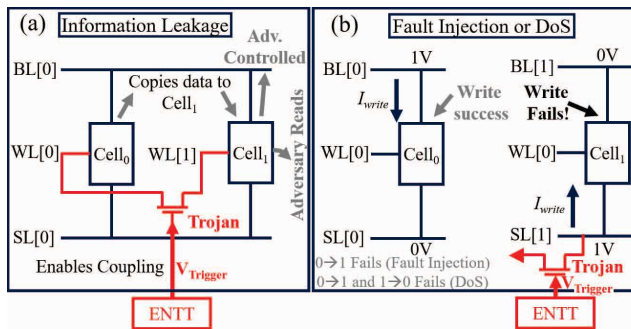 (a) Information Leakage
Adv.
Controlled
BL[0]
Copies data to
Cell1
WL[0]
Cell0
WL[1]
Cell1
Adversary Reads
Trojan
SL[0]
Enables Coupling
VTrigger
ENTT
(b) Fault Injection or DoS
1V
BL[0]
Iwrite
Write
success
WL[0]
Cell0
SL[0]
0V
0V
BL[1]
Write
Fails!
WL[0]
Cell1
Iwrite
SL[1]
1V
0→1 Fails (Fault Injection)
0→1 and 1→0 Fails (DoS)
Trojan
VTrigger
ENTT